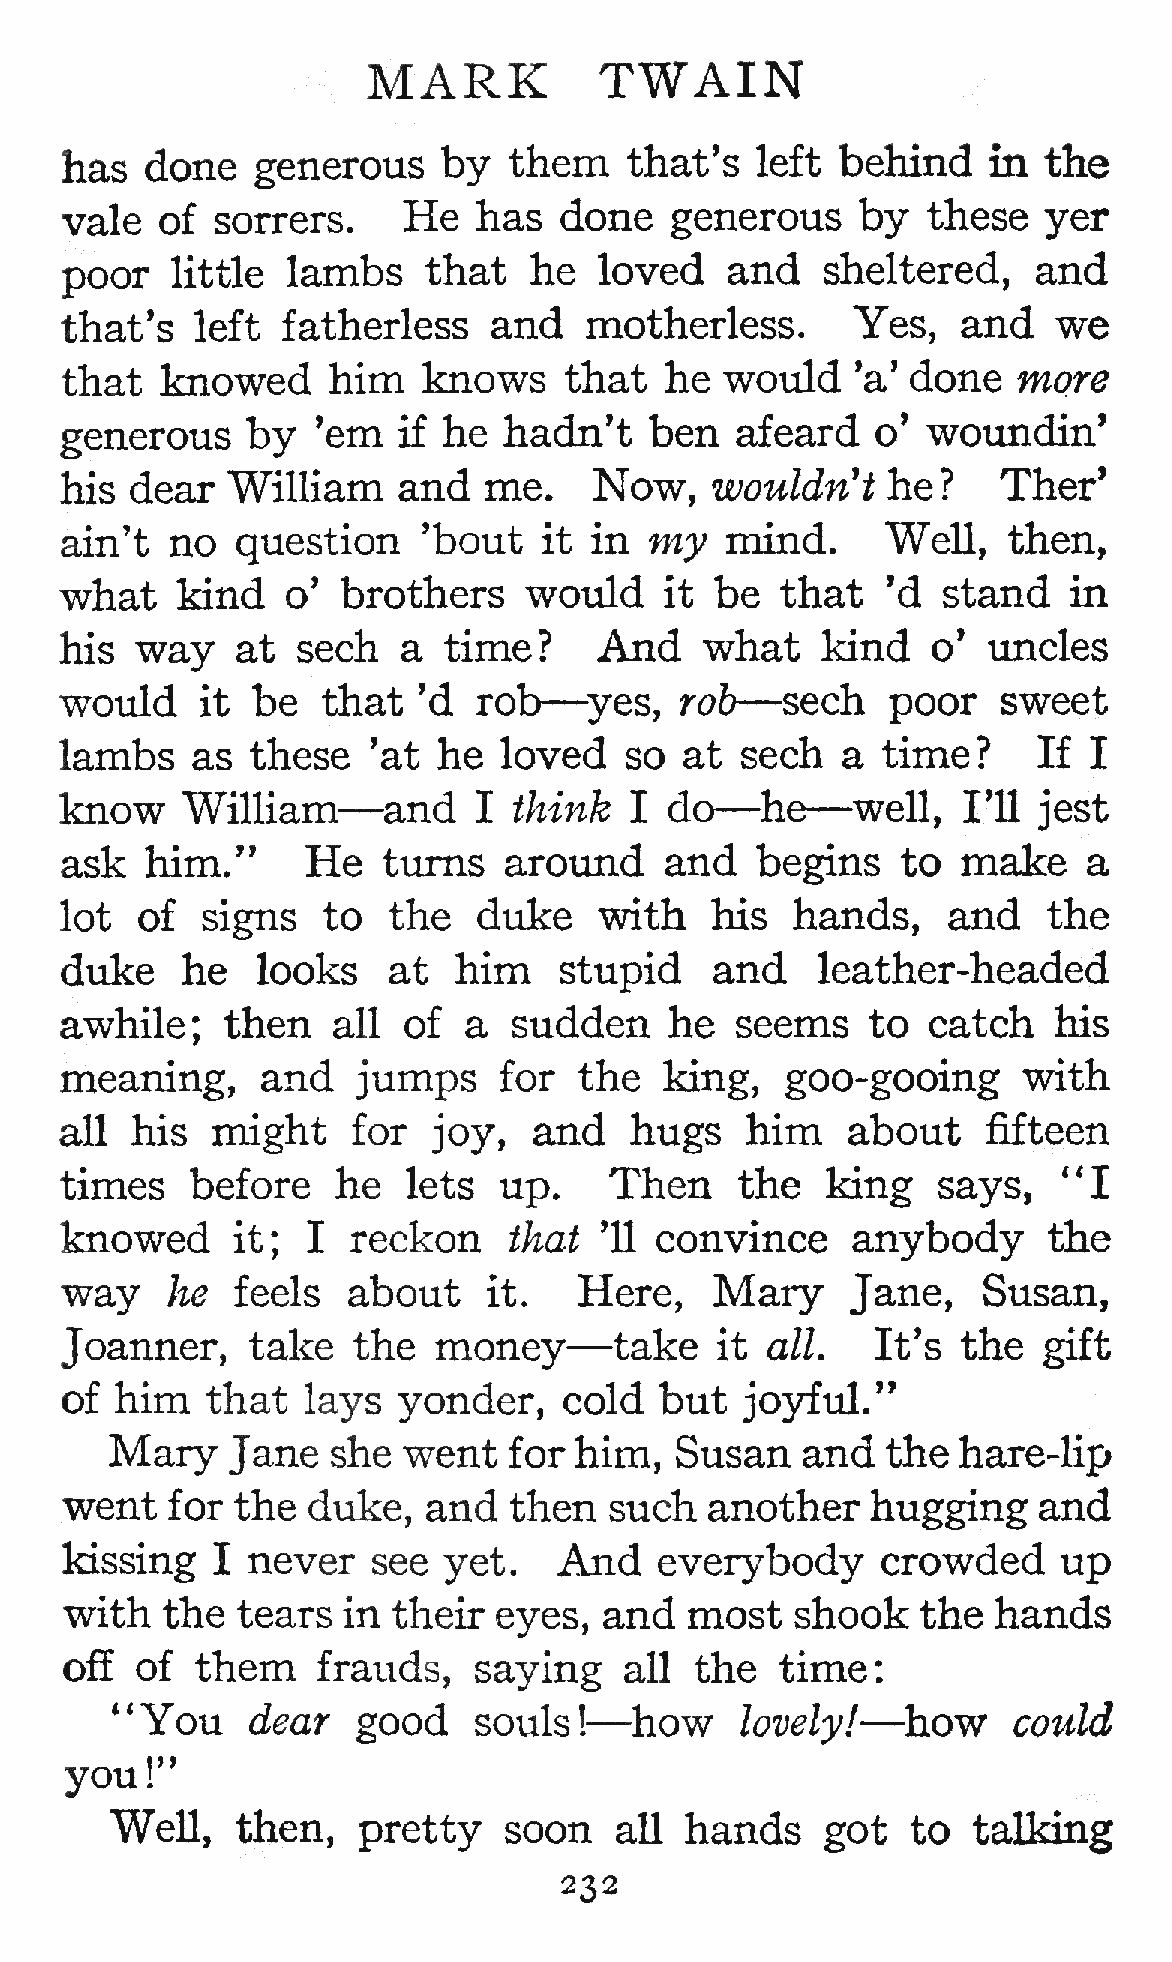 MARK TWAIN
has done generous by them that's left behind in the
vale of sorrers. He has done generous by these yer
poor little lambs that he loved and sheltered, and
that's left fatherless and motherless. Yes, and we
that knowed him knows that he would 'a' done more
generous by 'em if he hadn't ben afeard o' woundin'
his dear William and me. Now, wouldn't he? Ther'
ain't no question 'bout it in my mind. Well, then,
what kind o' brothers would it be that 'd stand in
his way at sech a time? And what kind o' uncles
would it be that 'd rob—yes, rob—sech poor sweet
lambs as these 'at he loved so at sech a time? If I
know William—and I think I do—he—well, I'll jest
ask him." He turns around and begins to make a
lot of signs to the duke with his hands, and the
duke he looks at him stupid and leather-headed
awhile; then all of a sudden he seems to catch his
meaning, and jumps for the king, goo-gooing with
all his might for joy, and hugs him about fifteen
times before he lets up. Then the king says, "I
knowed it; I reckon that 'll convince anybody the
way he feels about it. Here, Mary Jane, Susan,
Joanner, take the money—take it all. It's the gift
of him that lays yonder, cold but joyful."
Mary Jane she went for him, Susan and the hare-lip
went for the duke, and then such another hugging and
kissing I never see yet. And everybody crowded up
with the tears in their eyes, and most shook the hands
off of them frauds, saying all the time:
"You dear good souls!—how lovely!—how could
you!"
Well, then, pretty soon all hands got to talking
232